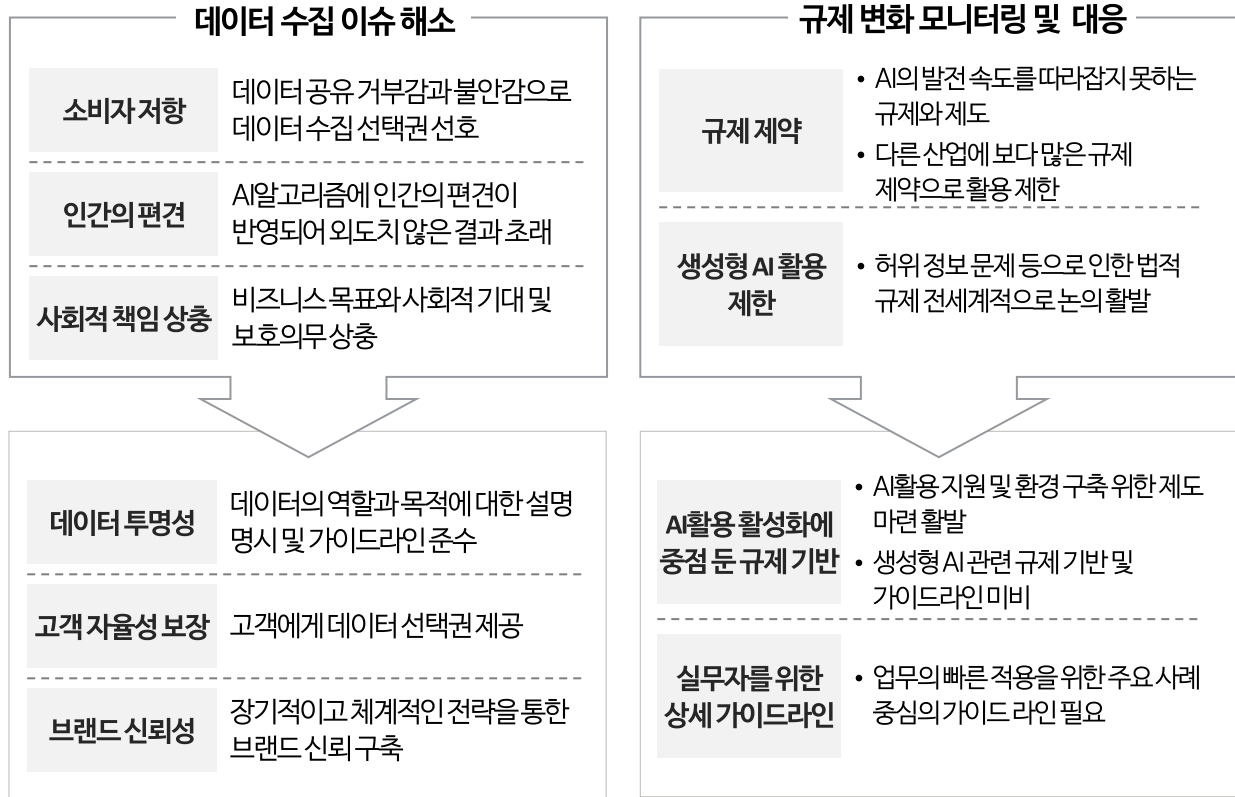 데이터 수집 이슈 해소
소비자 저항
데이터 공유 거부감과 불안감으로
데이터 수집 선택권 선호
인간의 편견
AI알고리즘에 인간의 편견이
반영되어 외도치 않은 결과 초래
사회적 책임 상충
비즈니스 목표와 사회적 기대 및
보호의무 상충
데이터 투명성
데이터의 역할과 목적에 대한 설명
명시 및 가이드라인 준수
고객 자율성 보장
고객에게 데이터 선택권 제공
브랜드 신뢰성
장기적이고 체계적인 전략을 통한
브랜드 신뢰 구축
규제 변화 모니터링 및 대응
규제 제약
• AI의 발전 속도를 따라잡지 못하는
규제와 제도
• 다른 산업에 보다 많은 규제
제약으로 활용 제한
생성형 AI 활용
제한
• 허위 정보 문제 등으로 인한 법적
규제 전세계적으로 논의 활발
AI활용 활성화에
중점 둔 규제 기반
• AI활용 지원 및 환경 구축 위한 제도
마련 활발
• 생성형 AI 관련 규제 기반 및
가이드라인 미비
실무자를 위한
상세 가이드라인
• 업무의 빠른 적용을 위한 주요 사례
중심의 가이드 라인 필요